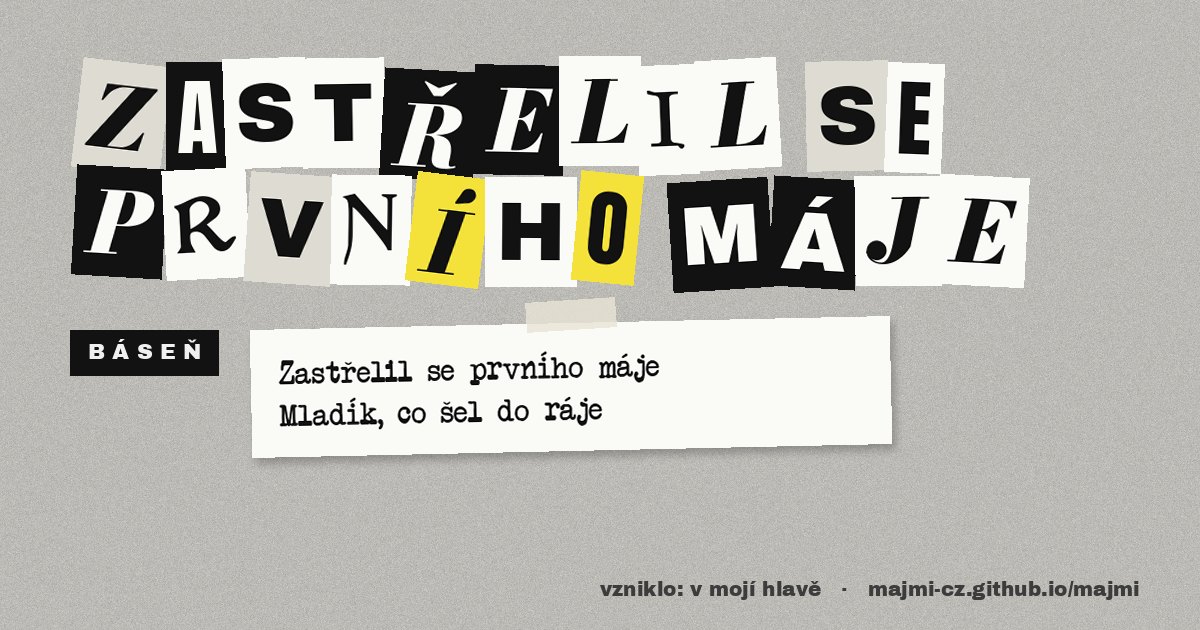 ZASTŘELIL SE
PRVNÍHO MÁJE
BÁSEŇ
Zastřelil se prvního máje
Mladík, co šel do ráje
vzniklo: v mojí hlavě · majmi-cz.github.io/majmi